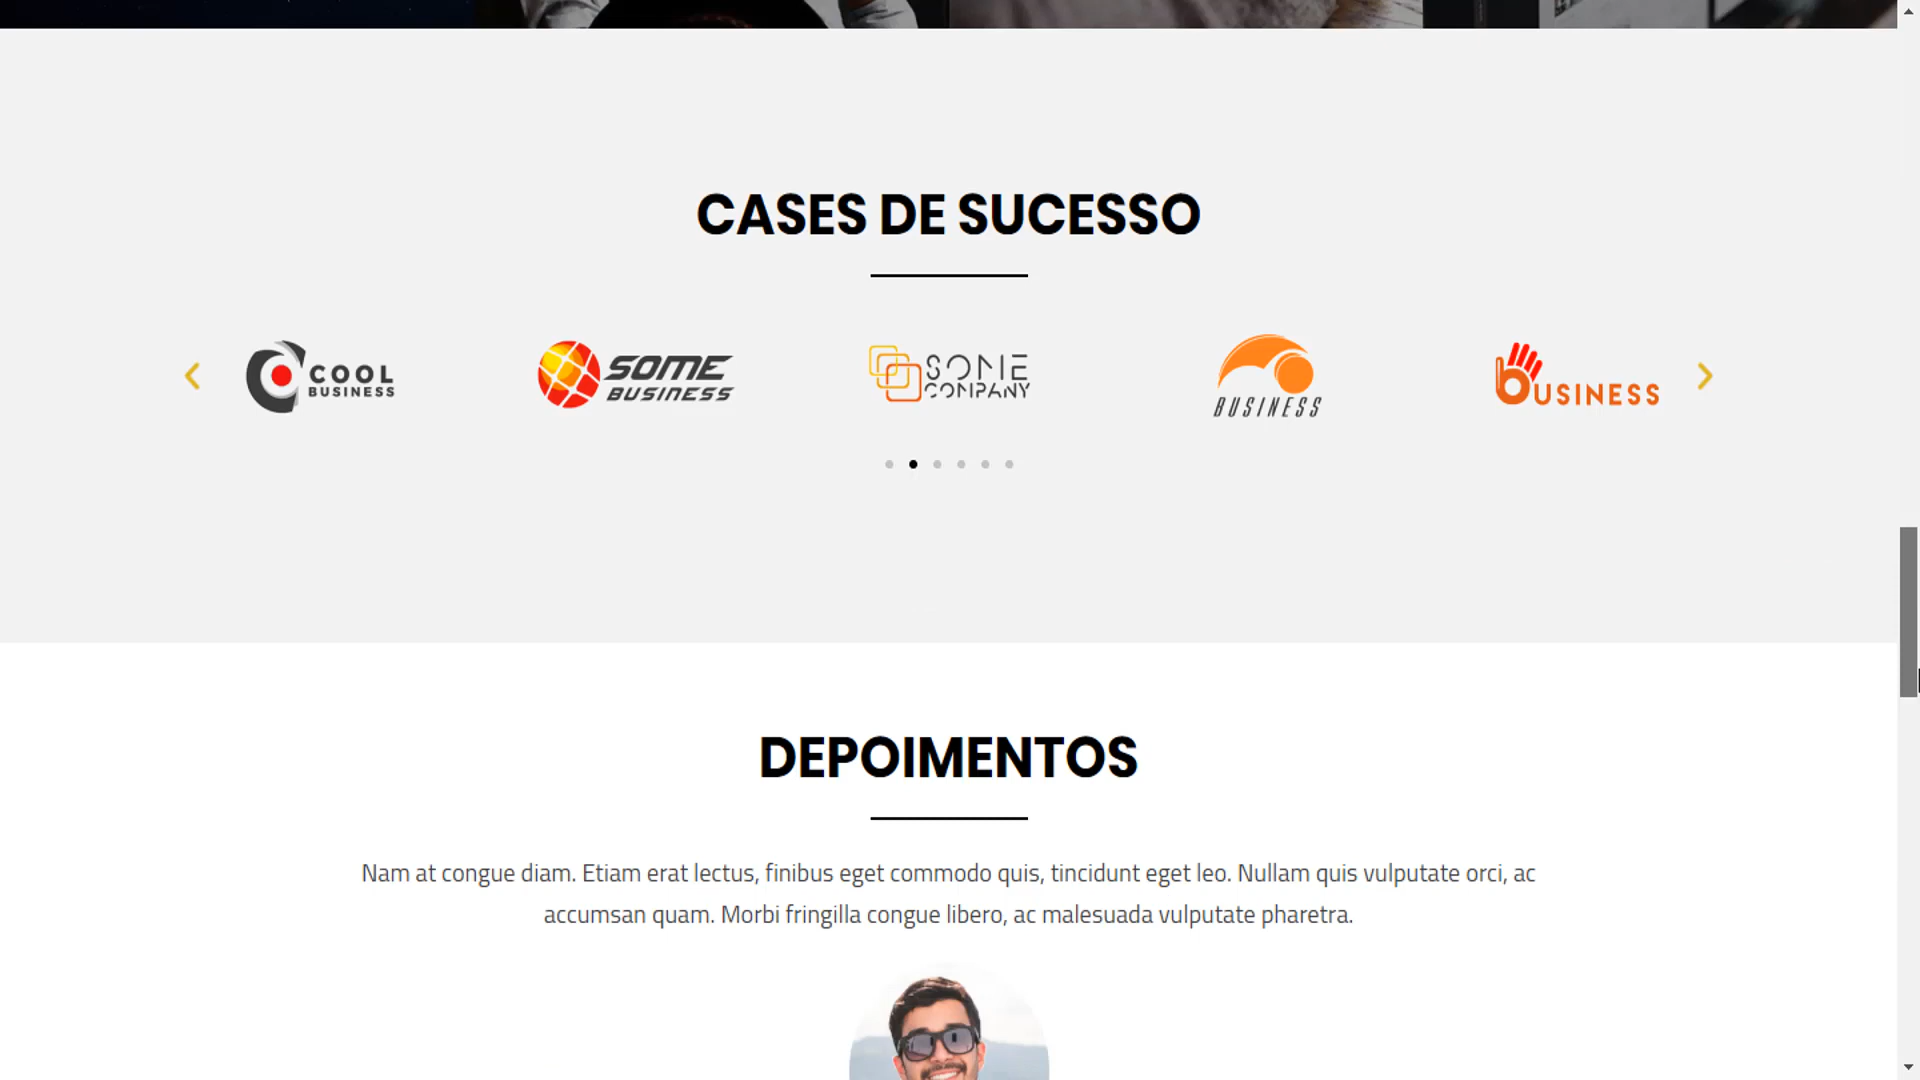 CASES DE SUCESSO
COOL
BUSINESS
SOME
BUSINESS
SOME
COMPANY
BUSINESS
bUSINESS
DEPOIMENTOS
Nam at congue diam. Etiam erat lectus, finibus eget commodo quis, tincidunt eget leo. Nullam quis vulputate orci, ac
accumsan quam. Morbi fringilla congue libero, ac malesuada vulputate pharetra.